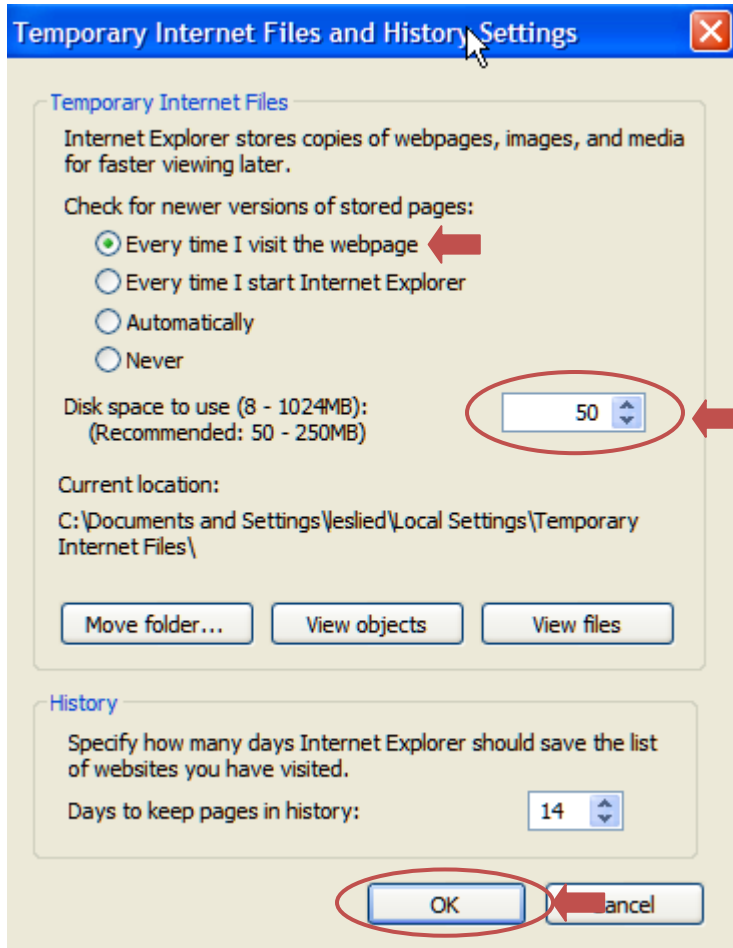 Temporary Internet Files and History Settings
Temporary Internet Files
Internet Explorer stores copies of webpages, images, and media
for faster viewing later.
Check for newer versions of stored pages:
Every time I visit the webpage
Every time I start Internet Explorer
Automatically
Never
Disk space to use (8 - 1024MB): 50
(Recommended: 50 - 250MB)
Current location:
C:\Documents and Settings\leslied\Local Settings\Temporary
Internet Files\
Move folder... View objects View files
History
Specify how many days Internet Explorer should save the list
of websites you have visited.
Days to keep pages in history: 14
OK Cancel